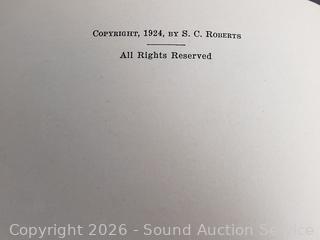 Copyright, 1924, by S. C. Roberts
All Rights Reserved
Copyright 2026 - Sound Auction Service